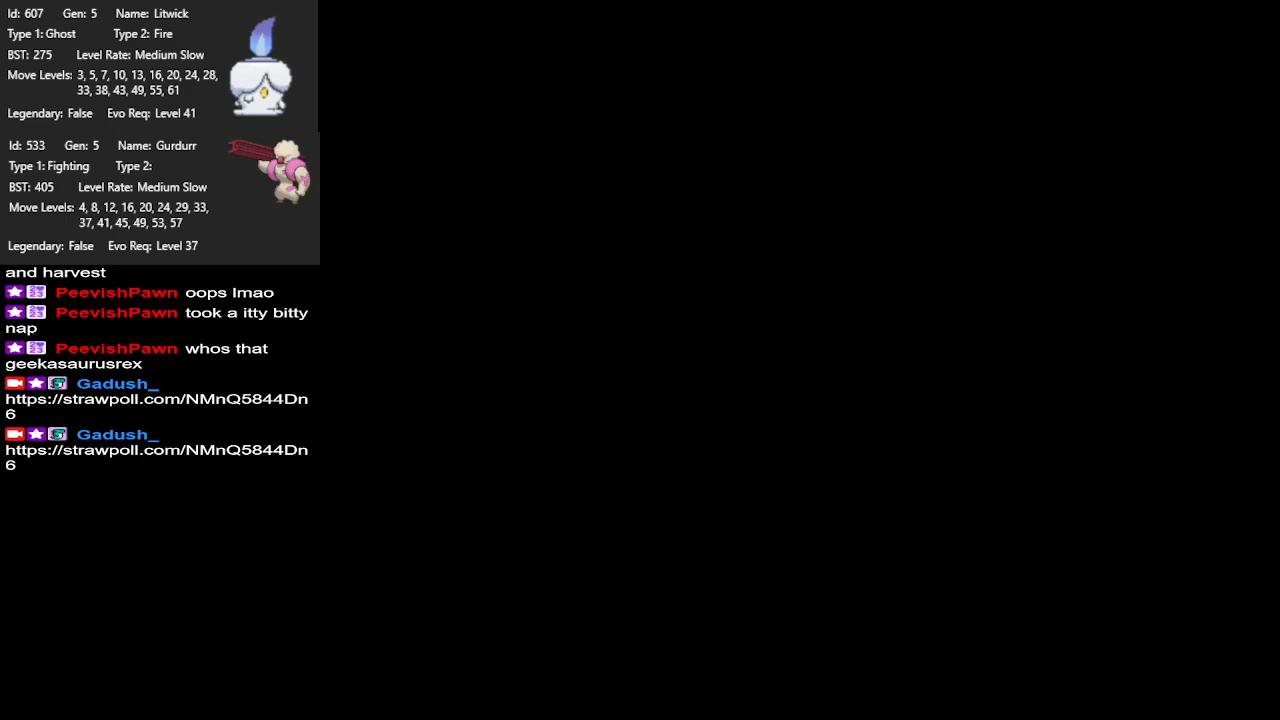 Id: 607 Gen: 5 Name: Litwick
Type 1: Ghost Type 2: Fire
BST: 275 Level Rate: Medium Slow
Move Levels: 3, 5, 7, 10, 13, 16, 20, 24, 28,
33, 38, 43, 49, 55, 61
Legendary: False Evo Req: Level 41
Id: 533 Gen: 5 Name: Gurdurr
Type 1: Fighting Type 2:
BST: 405 Level Rate: Medium Slow
Move Levels: 4, 8, 12, 16, 20, 24, 29, 33,
37, 41, 45, 49, 53, 57
Legendary: False Evo Req: Level 37
and harvest
PeevishPawn oops lmao
PeevishPawn took a itty bitty
nap
PeevishPawn whos that
geekasaurusrex
Gadush_
https://strawpoll.com/NMnQ5844Dn
6
Gadush_
https://strawpoll.com/NMnQ5844Dn
6